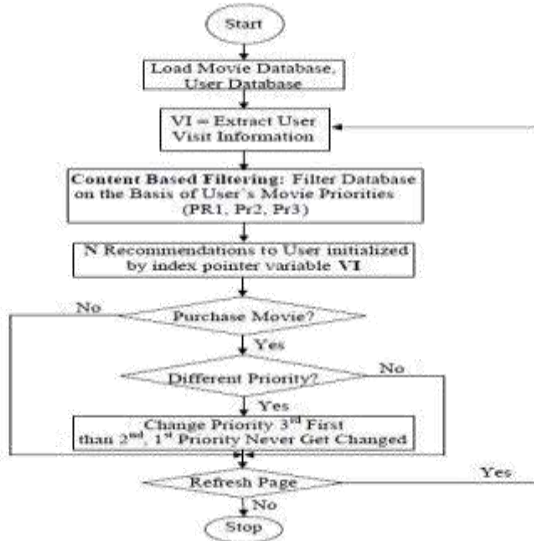 Start
Load Movie Database,
User Database
VI = Extract User
Visit Information
Content Based Filtering: Filter Database
on the Basis of User`s Movie Priorities
(PR1, Pr2, Pr3)
N Recommendations to User initialized
by index pointer variable VI
No
Purchase Movie?
Yes
Different Priority?
No
Yes
Change Priority 3rd First
than 2nd, 1st Priority Never Get Changed
Refresh Page
Yes
No
Stop